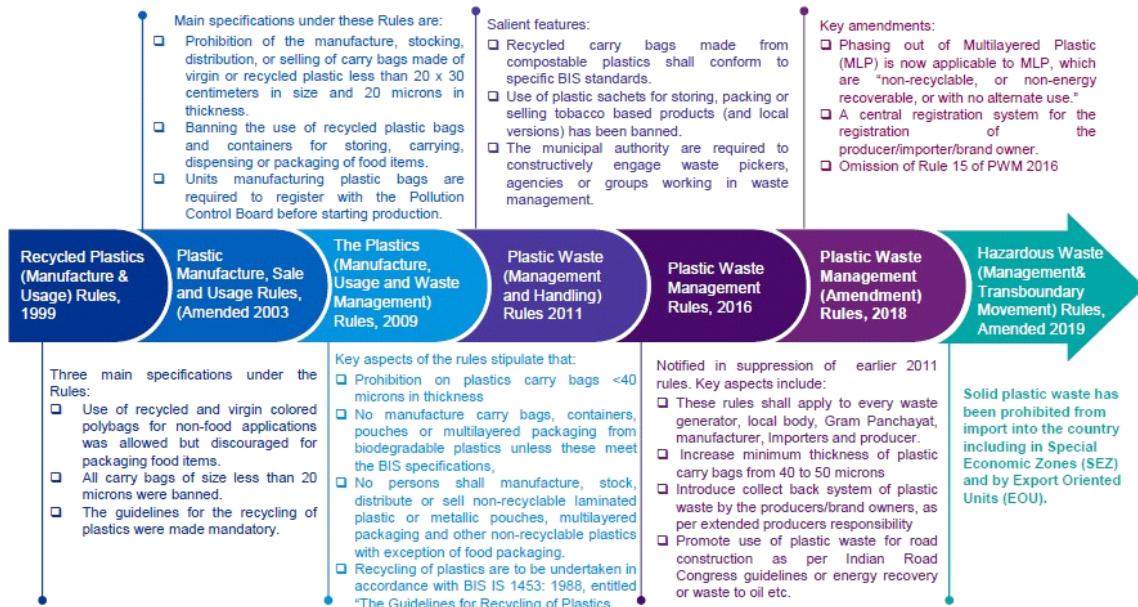 Main specifications under these Rules are:
❑ Prohibition of the manufacture, stocking,
distribution, or selling of carry bags made of
virgin or recycled plastic less than 20 x 30
centimeters in size and 20 microns in
thickness.
❑ Banning the use of recycled plastic bags
and containers for storing, carrying,
dispensing or packaging of food items.
❑ Units manufacturing plastic bags are
required to register with the Pollution
Control Board before starting production.
Salient features:
❑ Recycled carry bags made from
compostable plastics shall conform to
specific BIS standards.
❑ Use of plastic sachets for storing, packing or
selling tobacco based products (and local
versions) has been banned.
❑ The municipal authority are required to
constructively engage waste pickers,
agencies or groups working in waste
management.
Key amendments:
❑ Phasing out of Multilayered Plastic
(MLP) is now applicable to MLP, which
are “non-recyclable, or non-energy
recoverable, or with no alternate use.”
❑ A central registration system for the
registration of the
producer/importer/brand owner.
❑ Omission of Rule 15 of PWM 2016
Recycled Plastics
(Manufacture &
Usage) Rules,
1999
Plastic
Manufacture, Sale
and Usage Rules,
(Amended 2003
The Plastics
(Manufacture,
Usage and Waste
Management)
Rules, 2009
Plastic Waste
(Management
and Handling)
Rules 2011
Plastic Waste
Management
Rules, 2016
Plastic Waste
Management
(Amendment)
Rules, 2018
Hazardous Waste
(Management&
Transboundary
Movement) Rules,
Amended 2019
Three main specifications under the
Rules:
❑ Use of recycled and virgin colored
polybags for non-food applications
was allowed but discouraged for
packaging food items.
❑ All carry bags of size less than 20
microns were banned.
❑ The guidelines for the recycling of
plastics were made mandatory.
Key aspects of the rules stipulate that:
❑ Prohibition on plastics carry bags <40
microns in thickness
❑ No manufacture carry bags, containers,
pouches or multilayered packaging from
biodegradable plastics unless these meet
the BIS specifications,
❑ No persons shall manufacture, stock,
distribute or sell non-recyclable laminated
plastic or metallic pouches, multilayered
packaging and other non-recyclable plastics
with exception of food packaging.
❑ Recycling of plastics are to be undertaken in
accordance with BIS IS 1453: 1988, entitled
“The Guidelines for Recycling of Plastics
Notified in suppression of earlier 2011
rules. Key aspects include:
❑ These rules shall apply to every waste
generator, local body, Gram Panchayat,
manufacturer, Importers and producer.
❑ Increase minimum thickness of plastic
carry bags from 40 to 50 microns
❑ Introduce collect back system of plastic
waste by the producers/brand owners, as
per extended producers responsibility
❑ Promote use of plastic waste for road
construction as per Indian Road
Congress guidelines or energy recovery
or waste to oil etc.
Solid plastic waste has
been prohibited from
import into the country
including in Special
Economic Zones (SEZ)
and by Export Oriented
Units (EOU).